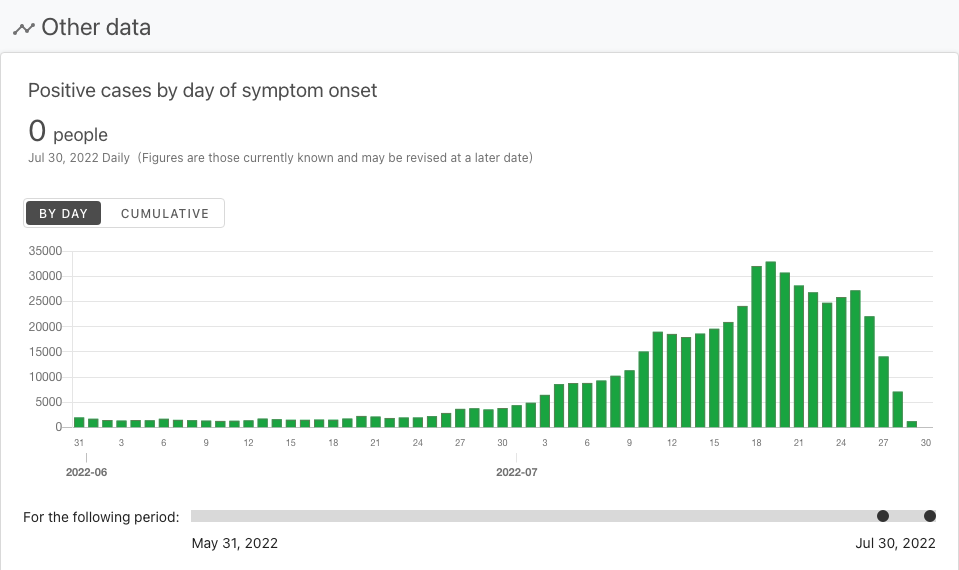 Other data
Positive cases by day of symptom onset
0 people
Jul 30, 2022 Daily (Figures are those currently known and may be revised at a later date)
BY DAY CUMULATIVE
35000
30000
25000
20000
15000
10000
5000
0
31 3 6 9 12 15 18 21 24 27 30 3 6 9 12 15 18 21 24 27 30
2022-06 2022-07
For the following period:
May 31, 2022 Jul 30, 2022